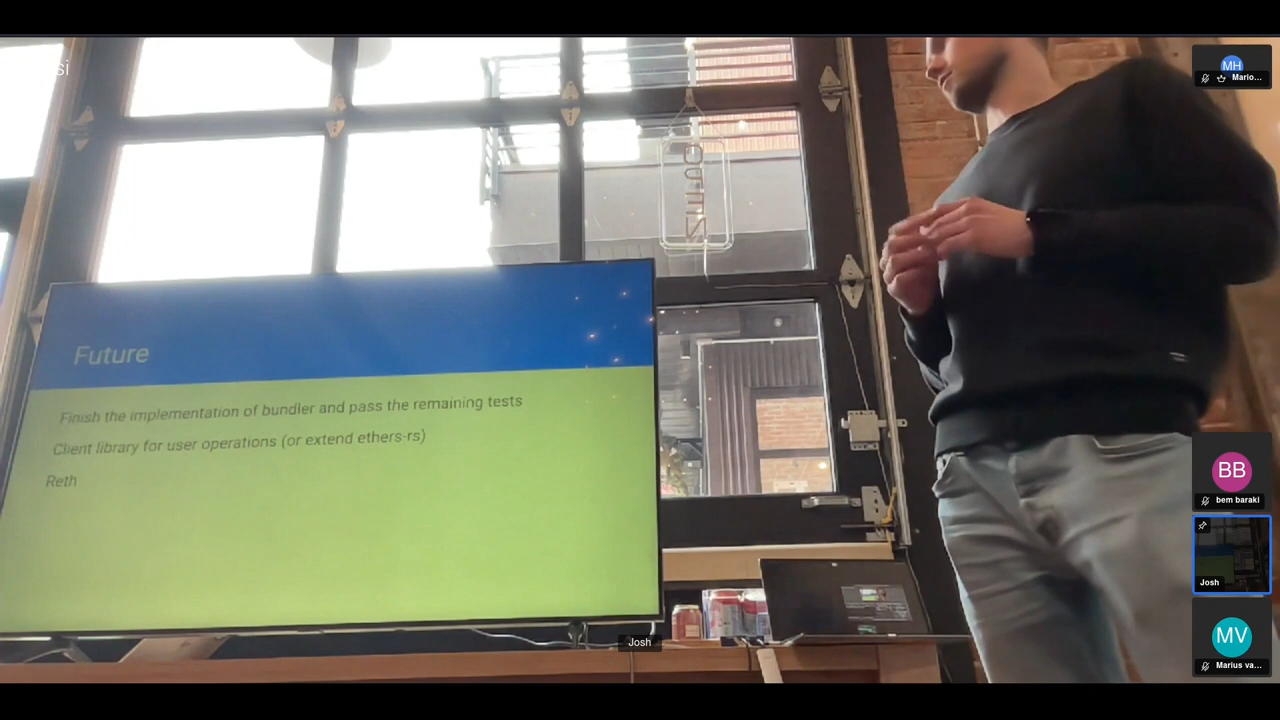 si
MH
Mario...
Future
Finish the implementation of bundler and pass the remaining tests
Client library for user operations (or extend ethers-rs)
Reth
BB
bem baraki
Josh
Josh
MV
Marius va...